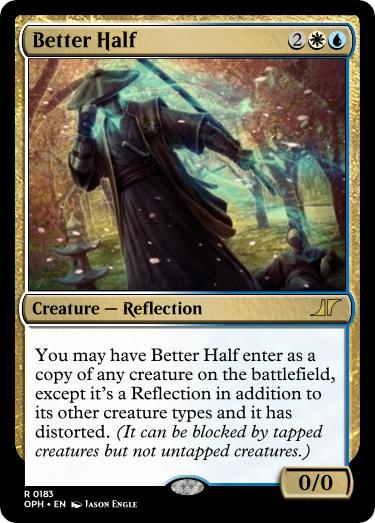 Better Half 2
Creature — Reflection
You may have Better Half enter as a
copy of any creature on the battlefield,
except it's a Reflection in addition to
its other creature types and it has
distorted. (It can be blocked by tapped
creatures but not untapped creatures.)
0/0
R 0183
OPH • EN Jason Engle